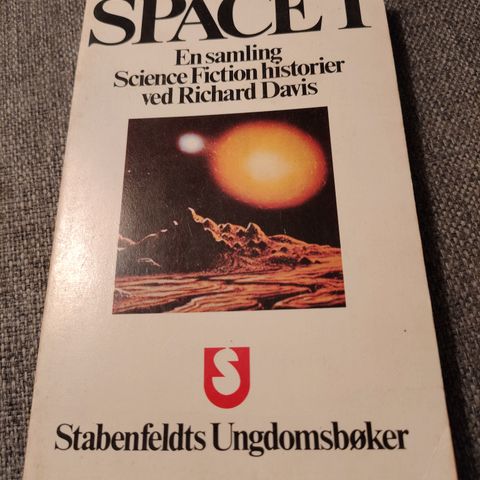 SPACE 1
En samling
Science Fiction historier
ved Richard Davis
S
Stabenfeldts Ungdomsbøker